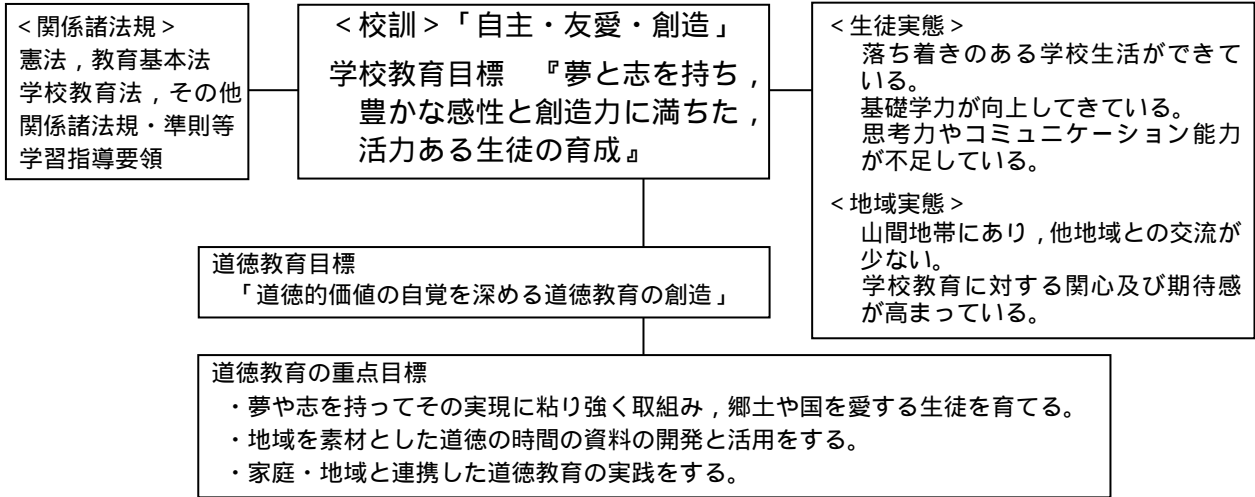 ＜関係諸法規＞
憲法，教育基本法
学校教育法，その他
関係諸法規・準則等
学習指導要領
＜校訓＞「自主・友愛・創造」
学校教育目標　『夢と志を持ち，
豊かな感性と創造力に満ちた，
活力ある生徒の育成』
＜生徒実態＞
落ち着きのある学校生活ができて
いる。
基礎学力が向上してきている。
思考力やコミュニケーション能力
が不足している。
＜地域実態＞
山間地帯にあり，他地域との交流が
少ない。
学校教育に対する関心及び期待感
が高まっている。
道徳教育目標
「道徳的価値の自覚を深める道徳教育の創造」
道徳教育の重点目標
・夢や志を持ってその実現に粘り強く取組み，郷土や国を愛する生徒を育てる。
・地域を素材とした道徳の時間の資料の開発と活用をする。
・家庭・地域と連携した道徳教育の実践をする。